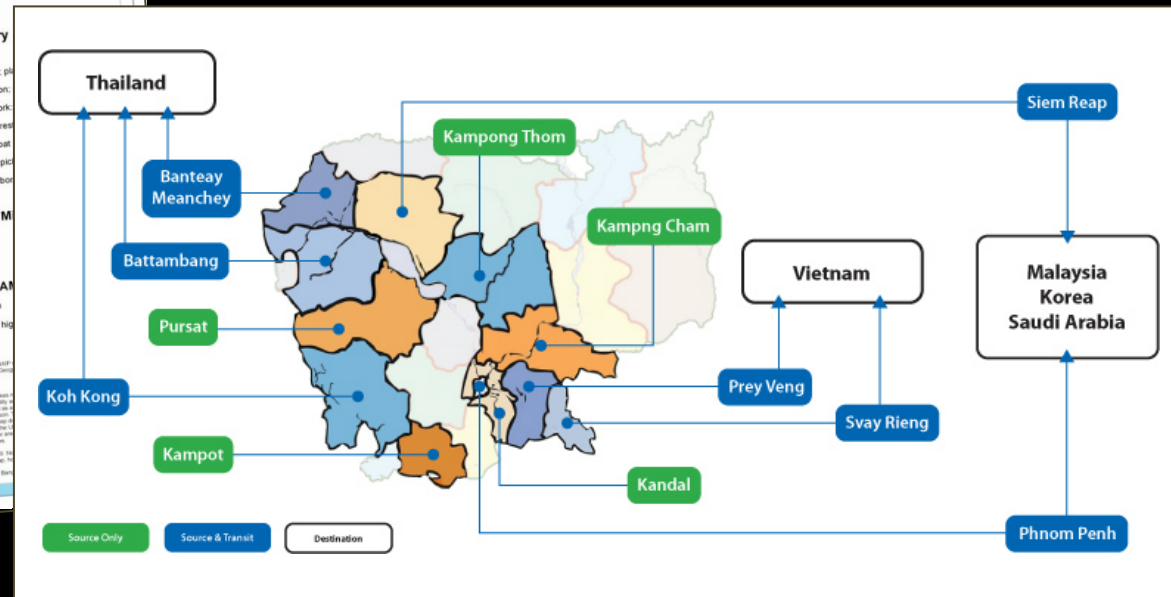 Thailand
Siem Reap
Kampong Thom
Banteay
Meanchey
Kampng Cham
Battambang
Vietnam
Malaysia
Korea
Saudi Arabia
Pursat
Koh Kong
Prey Veng
Svay Rieng
Kampot
Kandal
Phnom Penh
Source Only
Source & Transit
Destination